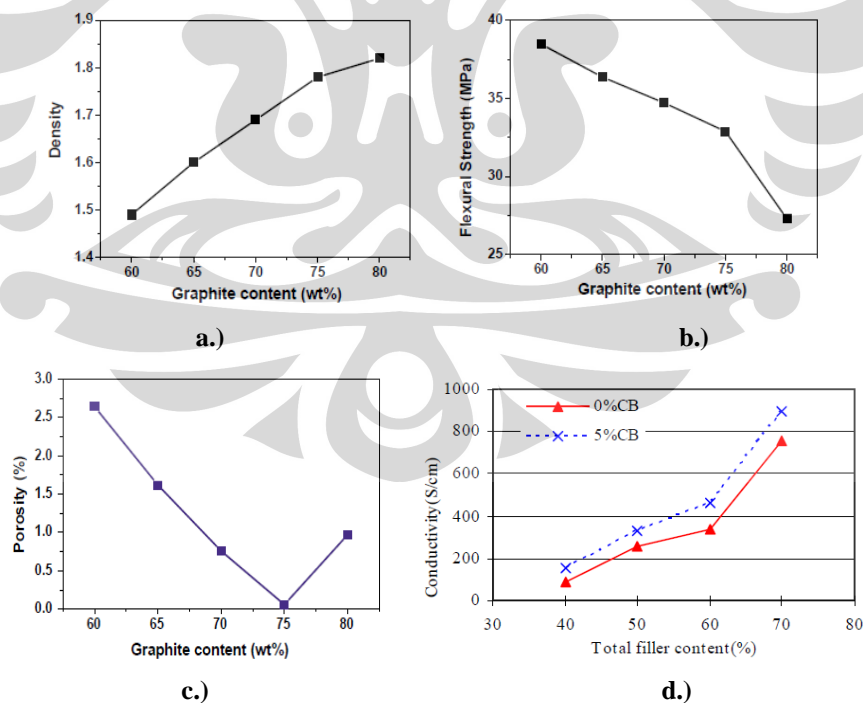 1.9
1.8
1.7
1.6
1.5
1.4
Density
60 65 70 75 80
Graphite content (wt%)
a.)
40
35
30
25
Flexural Strength (MPa)
60 65 70 75 80
Graphite content (wt%)
b.)
3.0
2.5
2.0
1.5
1.0
0.5
0.0
Porosity (%)
60 65 70 75 80
Graphite content (wt%)
c.)
1000
800
600
400
200
0
Conductivity(S/cm)
0%CB
5%CB
30 40 50 60 70 80
Total filler content(%)
d.)